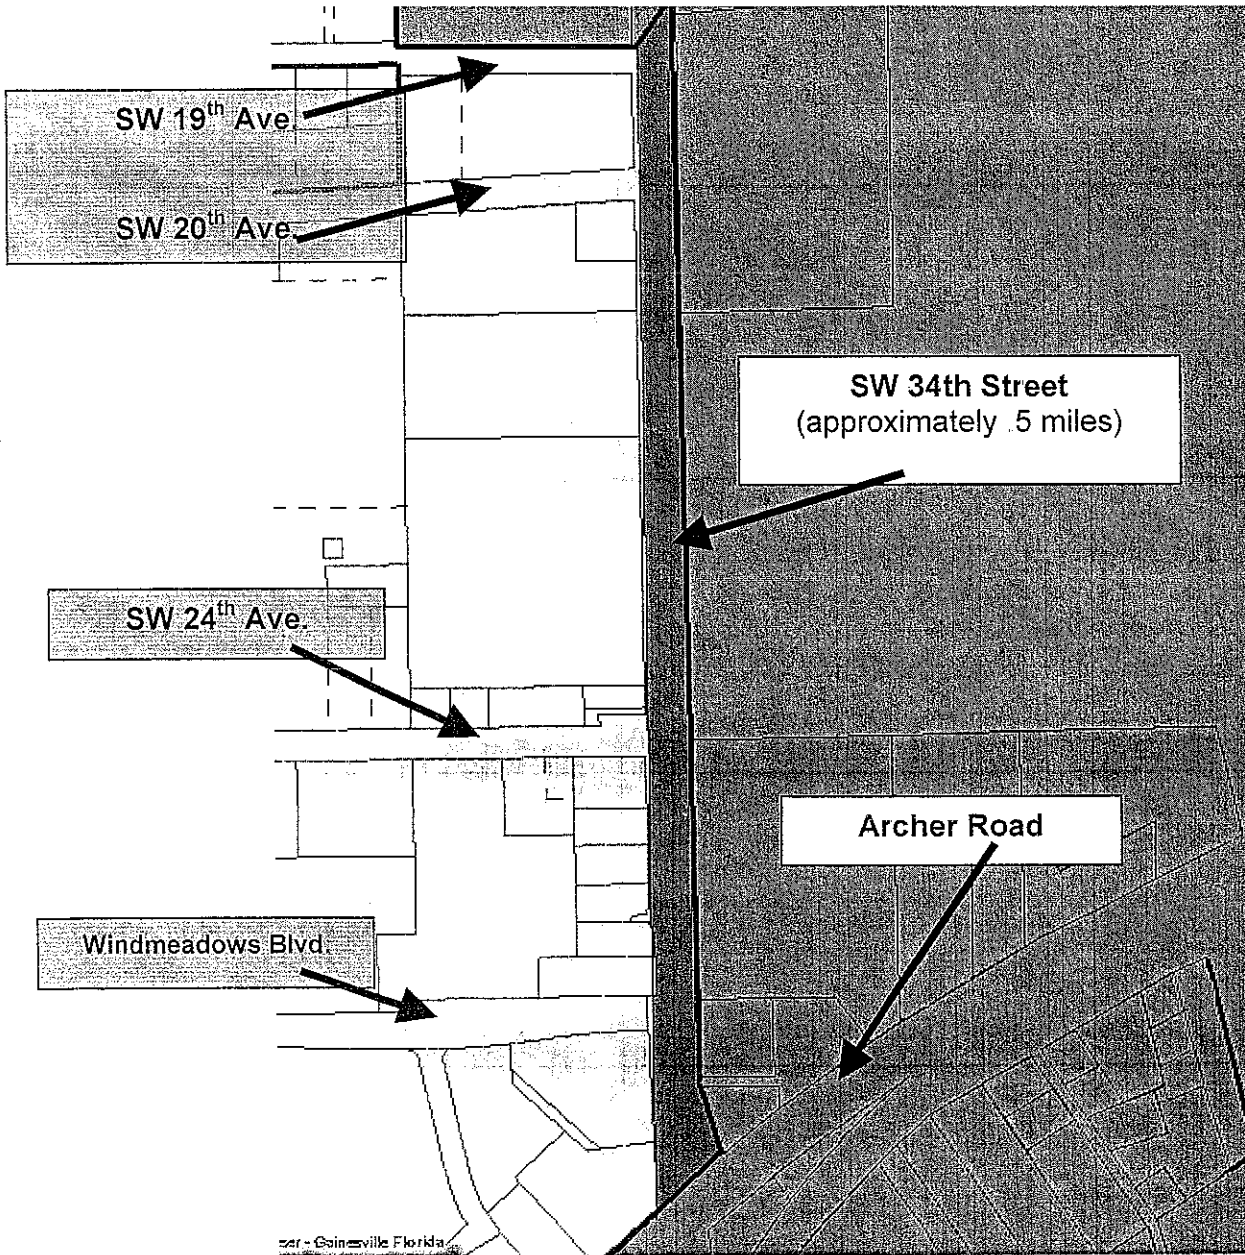 SW 19th Ave.
SW 20th Ave.
SW 34th Street
(approximately .5 miles)
SW 24th Ave.
Archer Road
Windmeadows Blvd.
- Gainesville Florida